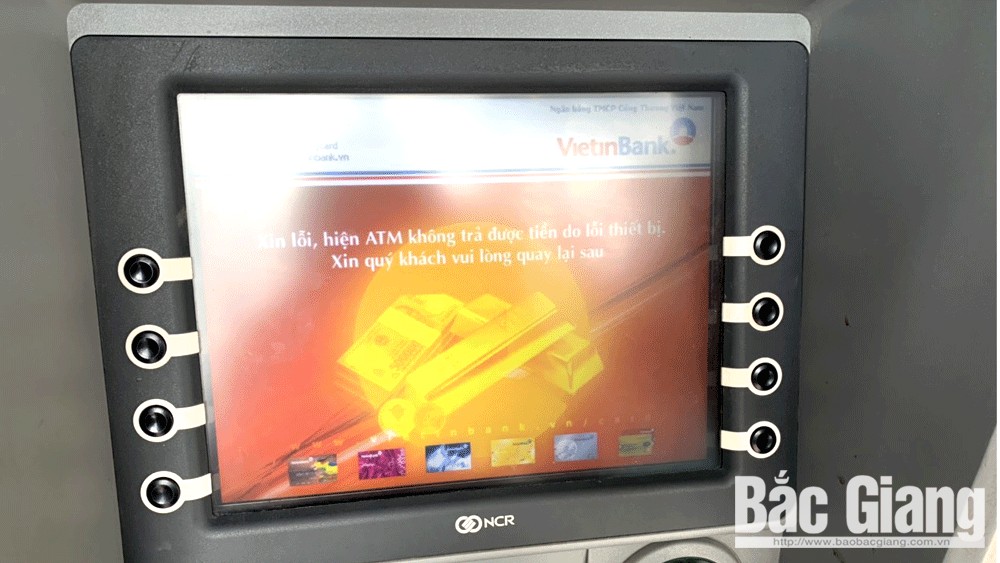 Ngân hàng TMCP Công Thương Việt Nam
VietinBank
Xin lỗi, hiện ATM không trả được tiền do lỗi thiết bị.
Xin quý khách vui lòng quay lại sau
NCR
Bắc Giang
http://www.baobacgiang.com.vn